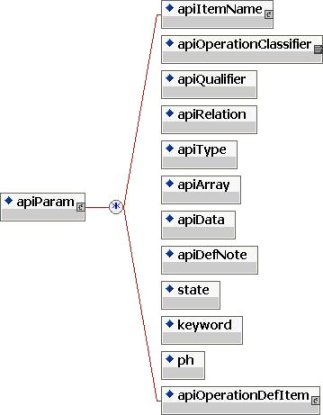 apiItemName
apiOperationClassifier
apiQualifier
apiRelation
apiType
apiArray
apiParam
apiData
apiDefNote
state
keyword
ph
apiOperationDefItem